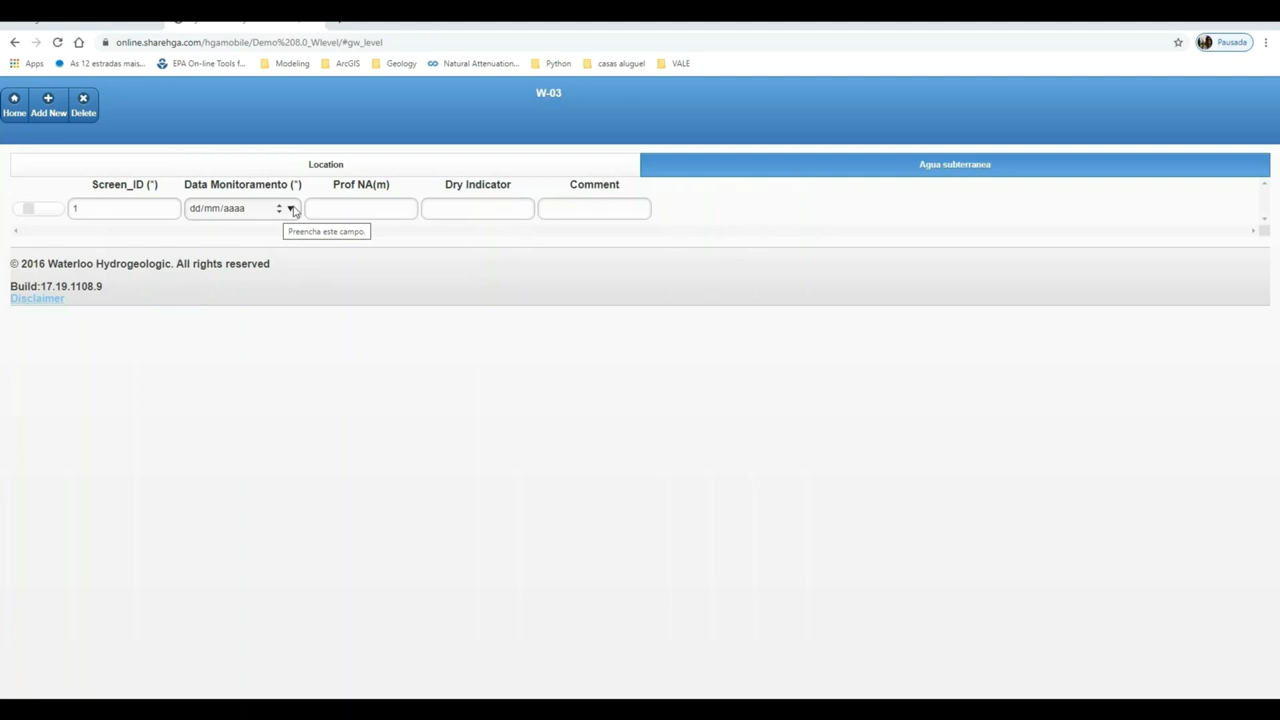 online.sharehga.com/hgamobile/Demo%208.0_Wlevel/#gw_level
Pausada
Apps
As 12 estradas mais...
EPA On-line Tools f...
Modeling
ArcGIS
Geology
Natural Attenuation...
Python
casas aluguel
VALE
W-03
Home
Add New
Delete
Location
Agua subterranea
Screen_ID (*)
Data Monitoramento (*)
Prof NA(m)
Dry Indicator
Comment
1
dd/mm/aaaa
Preencha este campo.
© 2016 Waterloo Hydrogeologic. All rights reserved
Build:17.19.1108.9
Disclaimer